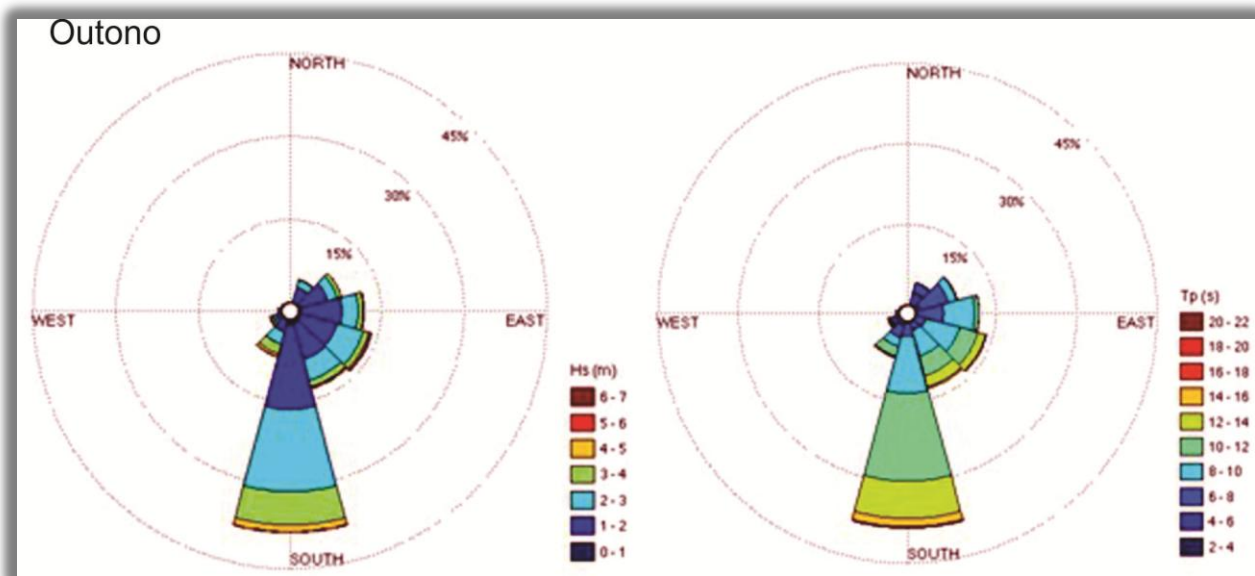 Outono
NORTH
45%
30%
15%
WEST
EAST
SOUTH
Hs (m)
6 - 7
5 - 6
4 - 5
3 - 4
2 - 3
1 - 2
0 - 1
NORTH
45%
30%
15%
WEST
EAST
SOUTH
Tp (s)
20 - 22
18 - 20
16 - 18
14 - 16
12 - 14
10 - 12
8 - 10
6 - 8
4 - 6
2 - 4